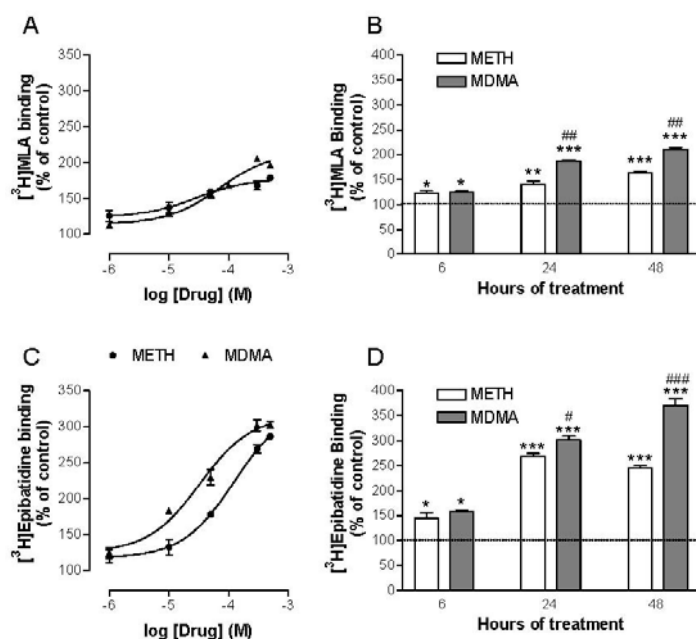 A
[³H]MLA binding
(% of control)
350
300
250
200
150
100
-6 -5 -4 -3
log [Drug] (M)
B
METH
MDMA
[³H]MLA Binding
(% of control)
400
350
300
250
200
150
100
50
0
* * ** ## *** *** ## ***
6 24 48
Hours of treatment
C
METH MDMA
[³H]Epibatidine binding
(% of control)
350
300
250
200
150
100
-6 -5 -4 -3
log [Drug] (M)
D
METH
MDMA
[³H]Epibatidine Binding
(% of control)
400
350
300
250
200
150
100
50
0
* * *** # *** *** ### ***
6 24 48
Hours of treatment